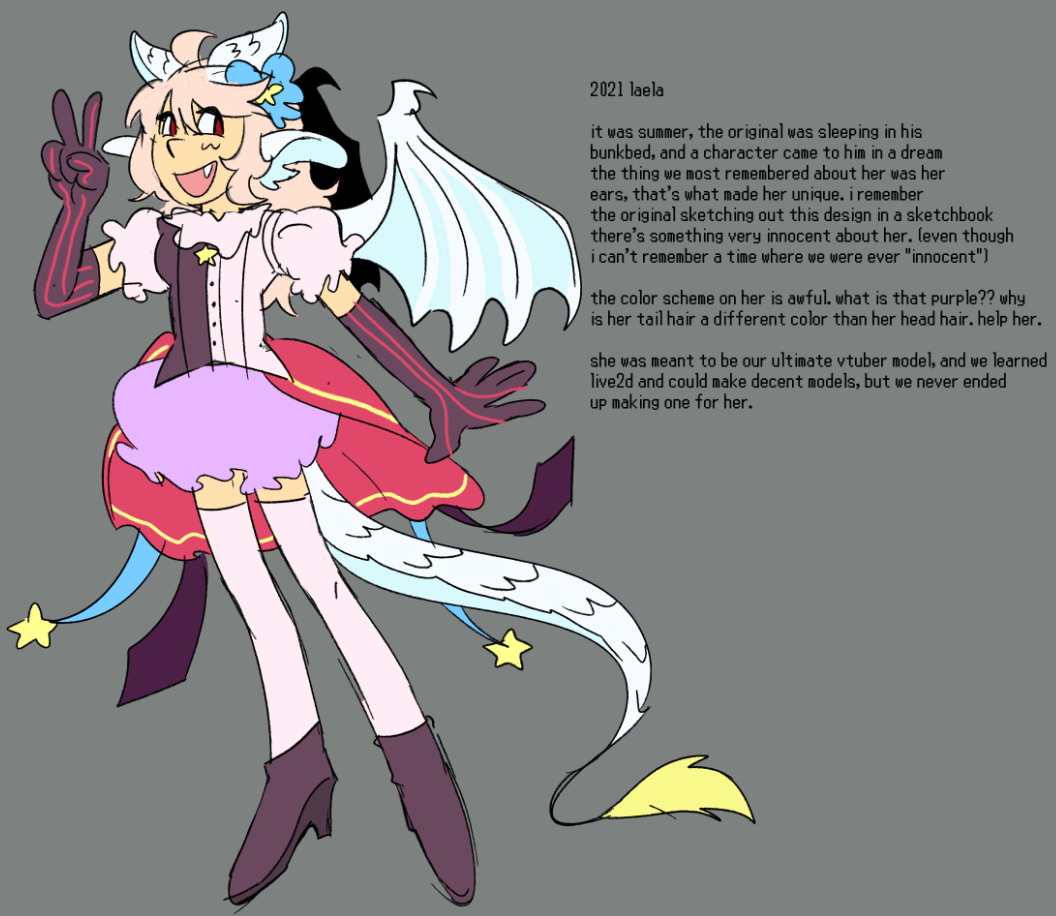 2021 laela
it was summer, the original was sleeping in his
bunkbed, and a character came to him in a dream
the thing we most remembered about her was her
ears, that's what made her unique. i remember
the original sketching out this design in a sketchbook
there's something very innocent about her. (even though
i can't remember a time where we were ever "innocent")
the color scheme on her is awful. what is that purple?? why
is her tail hair a different color than her head hair. help her.
she was meant to be our ultimate vtuber model, and we learned
live2d and could make decent models, but we never ended
up making one for her.